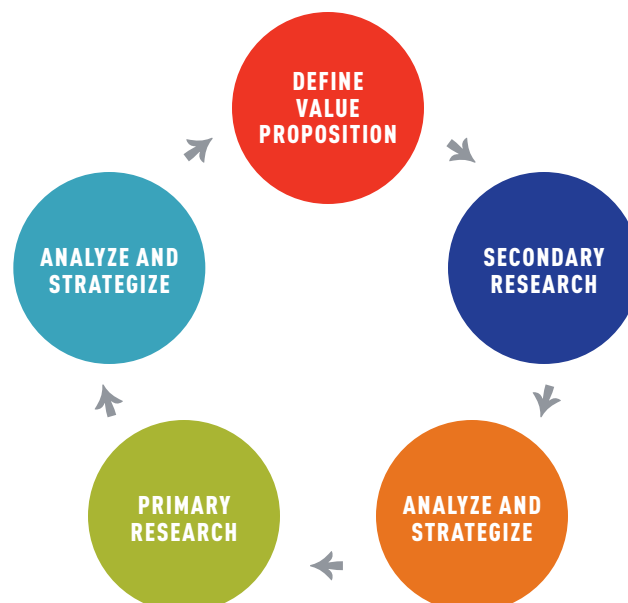 DEFINE
VALUE
PROPOSITION
SECONDARY
RESEARCH
ANALYZE AND
STRATEGIZE
PRIMARY
RESEARCH
ANALYZE AND
STRATEGIZE